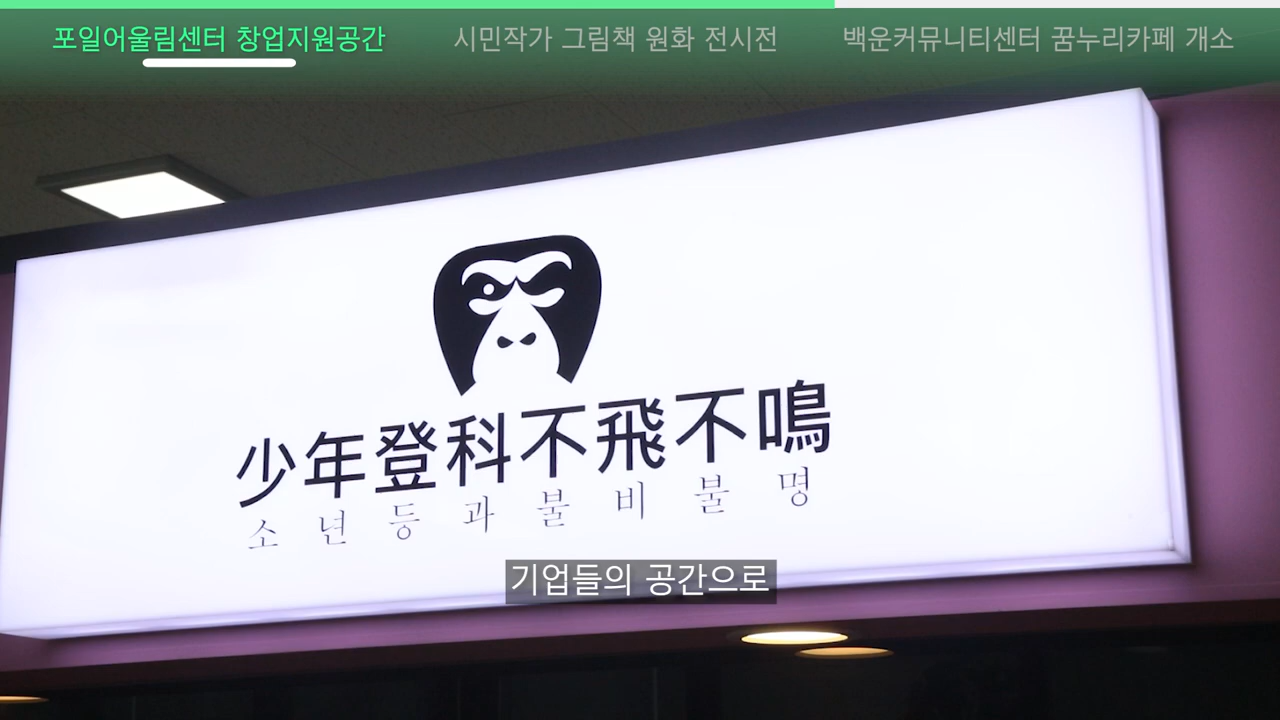 포일어울림센터 창업지원공간 시민작가 그림책 원화 전시전 백운커뮤니티센터 꿈누리카페 개소
少年登科不飛不鳴
소년등과불비불명
기업들의 공간으로